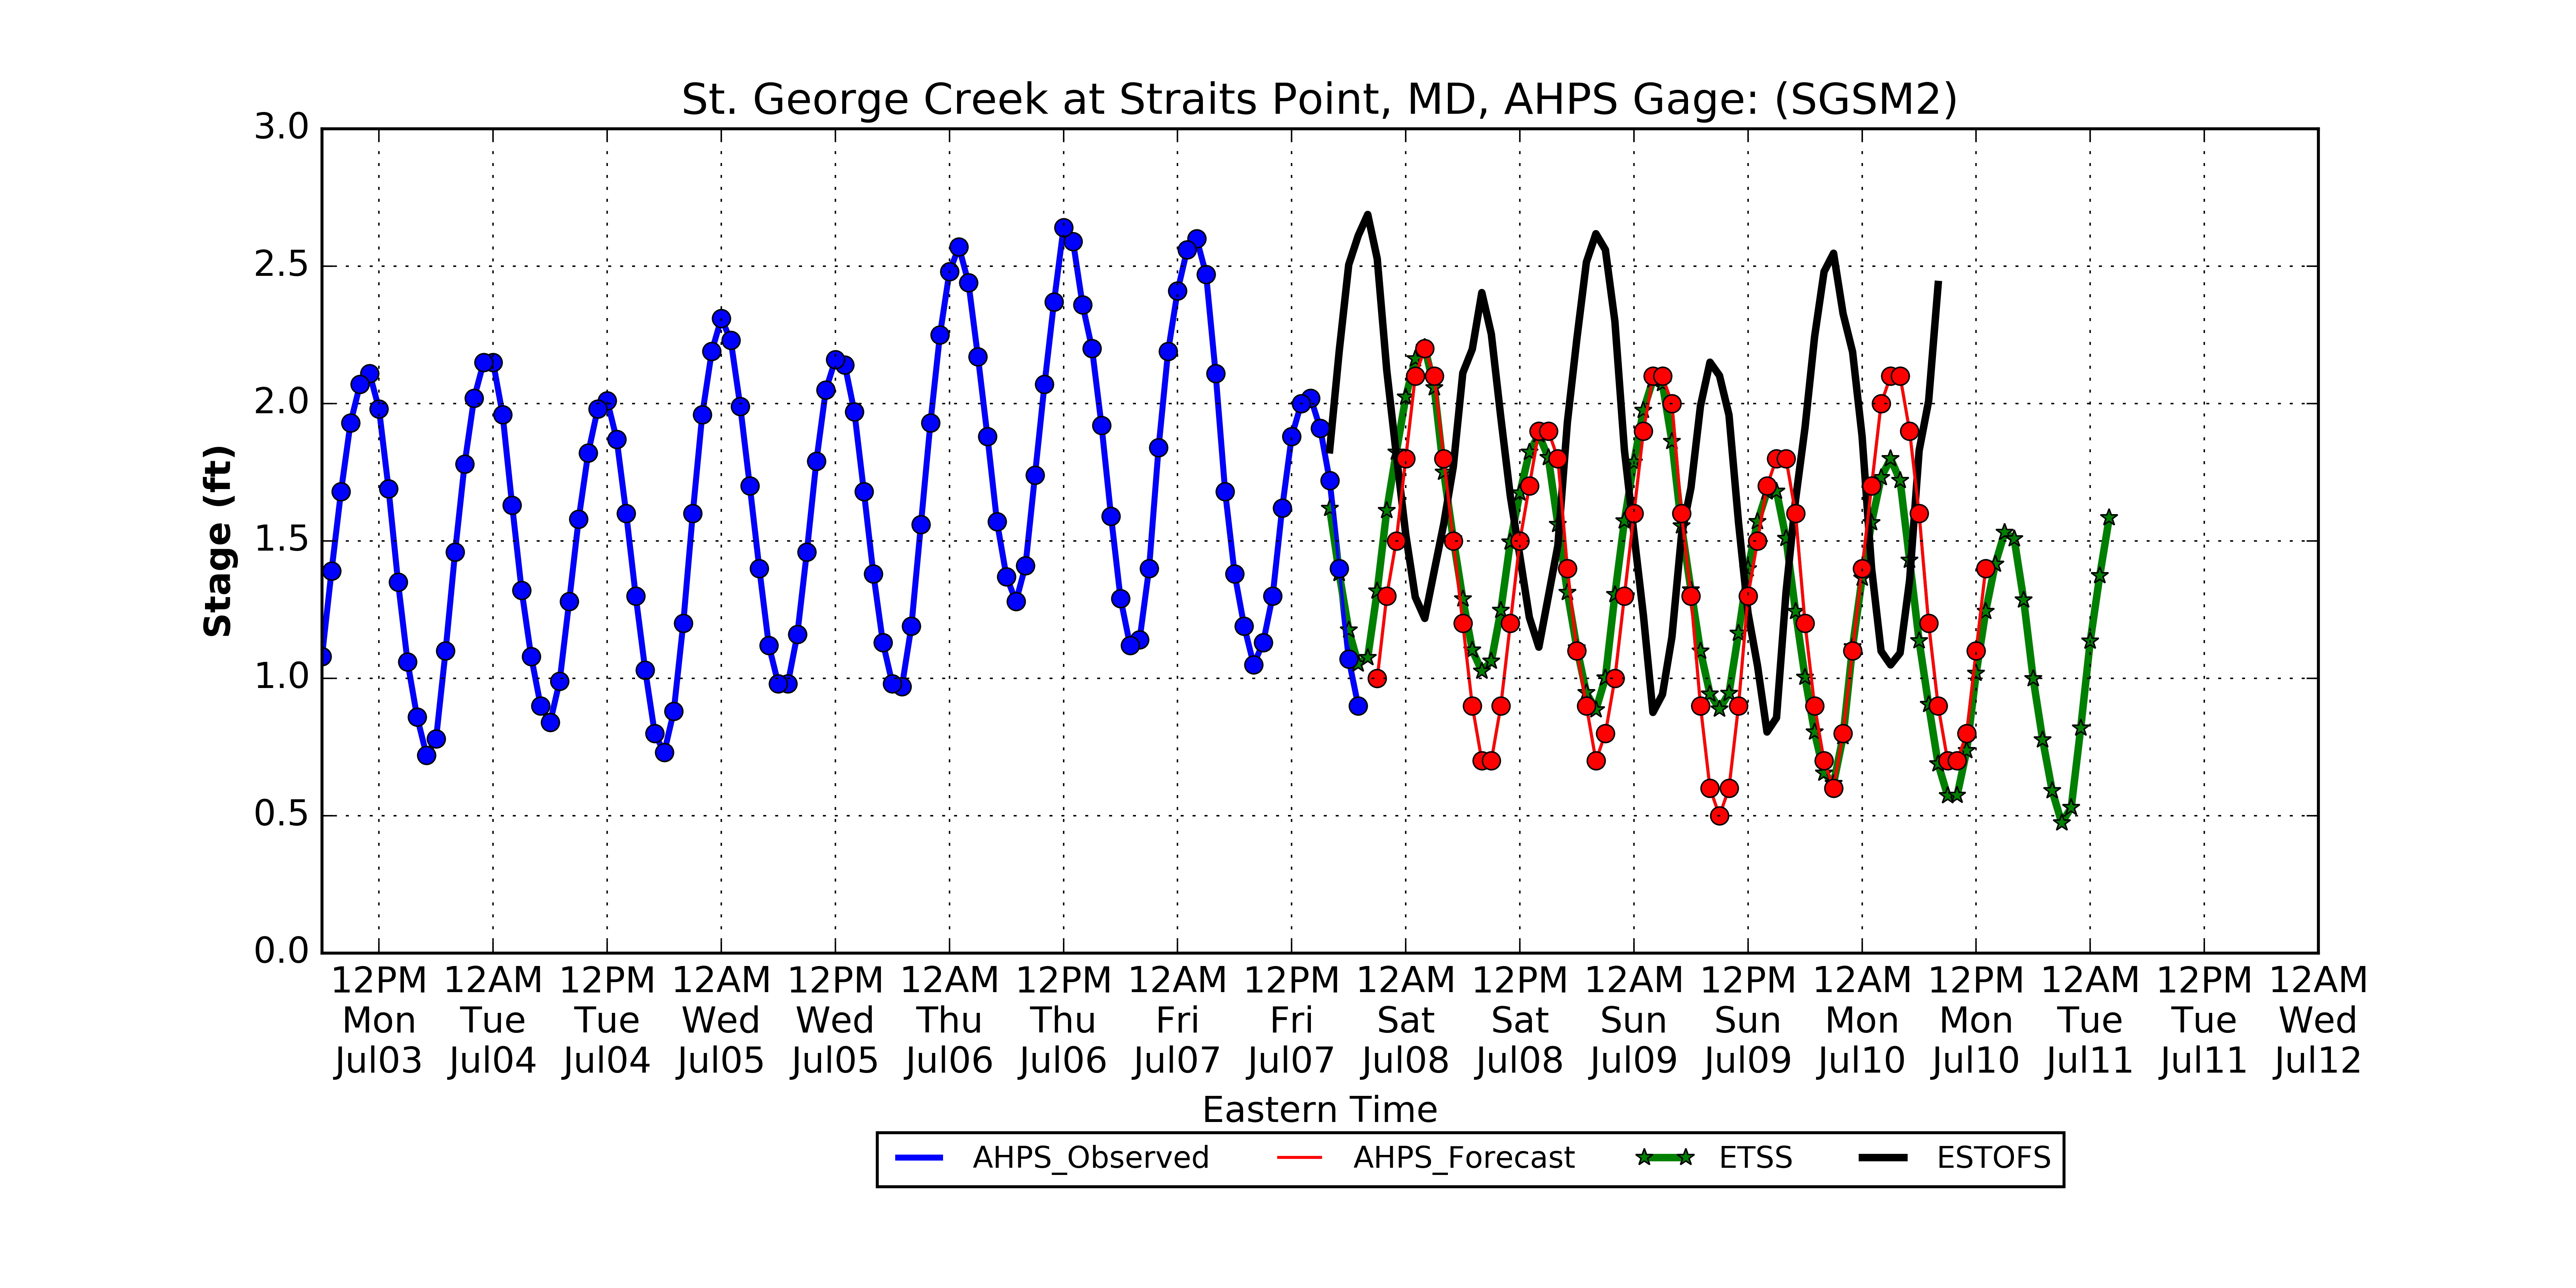 St. George Creek at Straits Point, MD, AHPS Gage: (SGSM2)
Stage (ft)
3.0
2.5
2.0
1.5
1.0
0.5
0.0
12PM 12AM 12PM 12AM 12PM 12AM 12PM 12AM 12PM 12AM 12PM 12AM 12PM 12AM 12PM 12AM 12PM 12AM
Mon Tue Tue Wed Wed Thu Thu Fri Fri Sat Sat Sun Sun Mon Mon Tue Tue Wed
Jul03 Jul04 Jul04 Jul05 Jul05 Jul06 Jul06 Jul07 Jul07 Jul08 Jul08 Jul09 Jul09 Jul10 Jul10 Jul11 Jul11 Jul12
Eastern Time
AHPS_Observed AHPS_Forecast ETSS ESTOFS